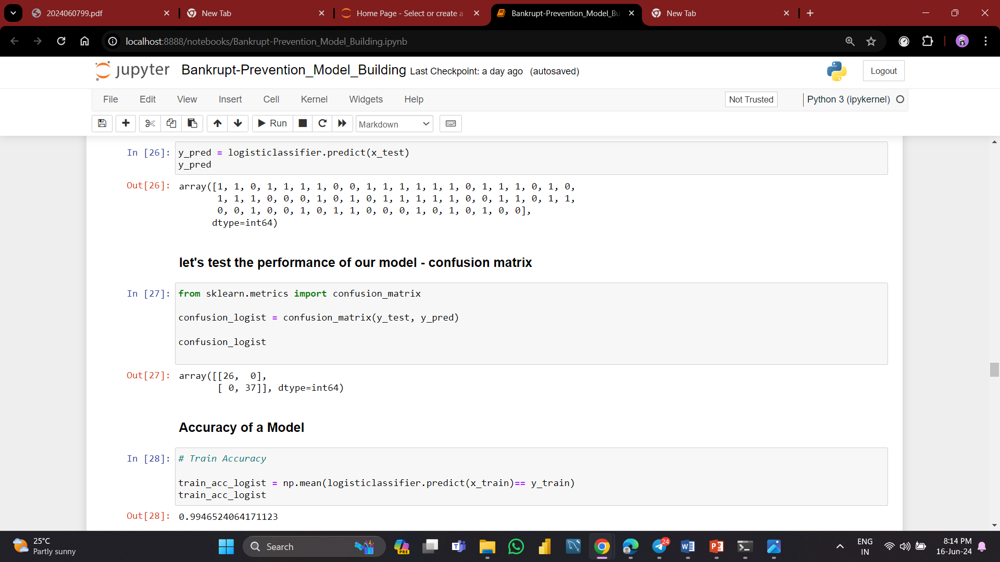 2024060799.pdf
New Tab
Home Page - Select or create a
Bankrupt-Prevention_Model_Bu
New Tab
localhost:8888/notebooks/Bankrupt-Prevention_Model_Building.ipynb
jupyter Bankrupt-Prevention_Model_Building Last Checkpoint: a day ago (autosaved)
Logout
File Edit View Insert Cell Kernel Widgets Help
Not Trusted
Python 3 (ipykernel)
Run
Markdown
In [26]: y_pred = logisticlassifier.predict(x_test)
y_pred
Out[26]: array([1, 1, 0, 1, 1, 1, 1, 0, 0, 1, 1, 1, 1, 1, 1, 0, 1, 1, 1, 0, 1, 0,
1, 1, 1, 0, 0, 0, 1, 0, 1, 0, 1, 1, 1, 1, 1, 0, 0, 1, 1, 0, 1, 1,
0, 0, 1, 0, 0, 1, 0, 1, 1, 0, 0, 0, 1, 0, 1, 0, 1, 0, 0],
dtype=int64)
let's test the performance of our model - confusion matrix
In [27]: from sklearn.metrics import confusion_matrix
confusion_logist = confusion_matrix(y_test, y_pred)
confusion_logist
Out[27]: array([[26, 0],
[ 0, 37]], dtype=int64)
Accuracy of a Model
In [28]: # Train Accuracy
train_acc_logist = np.mean(logisticlassifier.predict(x_train)== y_train)
train_acc_logist
Out[28]: 0.9946524064171123
25°C
Partly sunny
Search
PRE
24
ENG
IN
8:14 PM
16-Jun-24